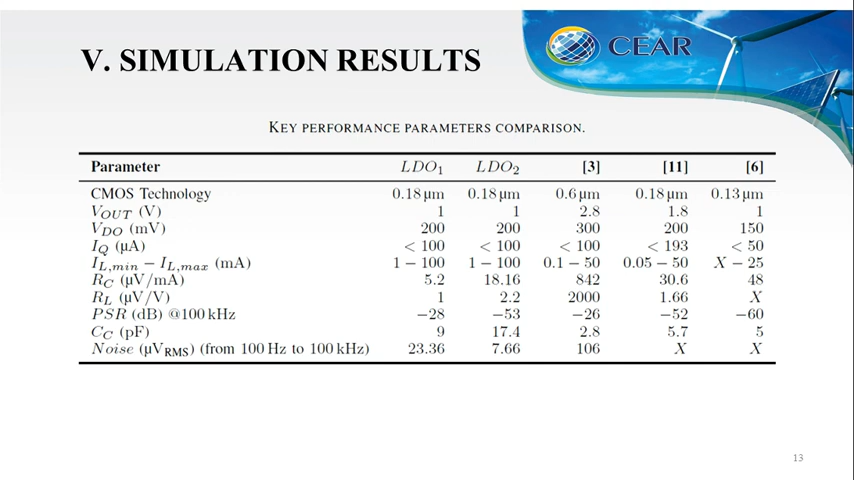 V. SIMULATION RESULTS
CEAR
KEY PERFORMANCE PARAMETERS COMPARISON.
Parameter LDO1 LDO2 [3] [11] [6]
CMOS Technology 0.18 μm 0.18 μm 0.6 μm 0.18 μm 0.13 μm
VOUT (V) 1 1 2.8 1.8 1
VDO (mV) 200 200 300 200 150
IQ (μA) < 100 < 100 < 100 < 193 < 50
IL,min − IL,max (mA) 1 − 100 1 − 100 0.1 − 50 0.05 − 50 X − 25
RC (μV/mA) 5.2 18.16 842 30.6 48
RL (μV/V) 1 2.2 2000 1.66 X
PSR (dB) @100 kHz −28 −53 −26 −52 −60
CC (pF) 9 17.4 2.8 5.7 5
Noise (μVRMS) (from 100 Hz to 100 kHz) 23.36 7.66 106 X X
13